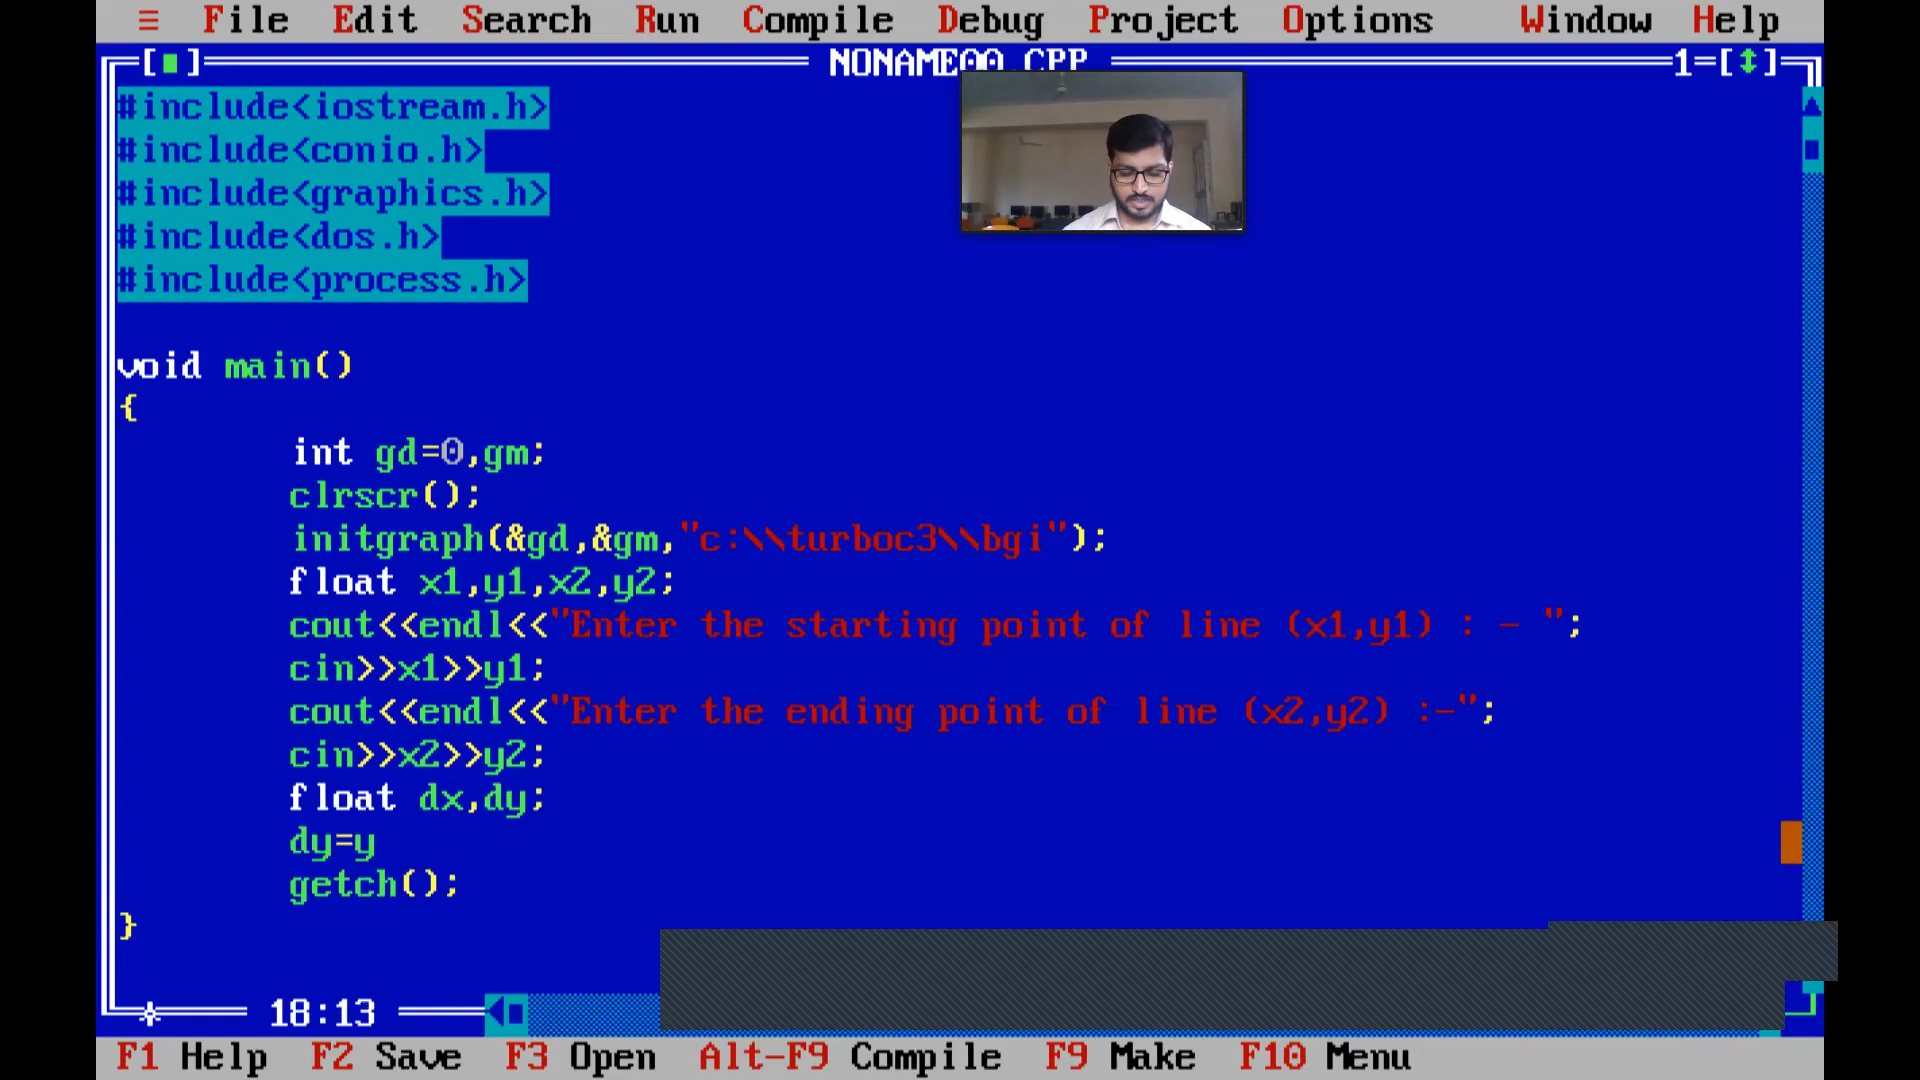 ≡ File Edit Search Run Compile Debug Project Options Window Help
[■] NONAME00.CPP 1=[↕]
#include<iostream.h>
#include<conio.h>
#include<graphics.h>
#include<dos.h>
#include<process.h>
void main()
{
int gd=0,gm;
clrscr();
initgraph(&gd,&gm,"c:\\turboc3\\bgi");
float x1,y1,x2,y2;
cout<<endl<<"Enter the starting point of line (x1,y1) : - ";
cin>>x1>>y1;
cout<<endl<<"Enter the ending point of line (x2,y2) :-";
cin>>x2>>y2;
float dx,dy;
dy=y
getch();
}
18:13
F1 Help F2 Save F3 Open Alt-F9 Compile F9 Make F10 Menu